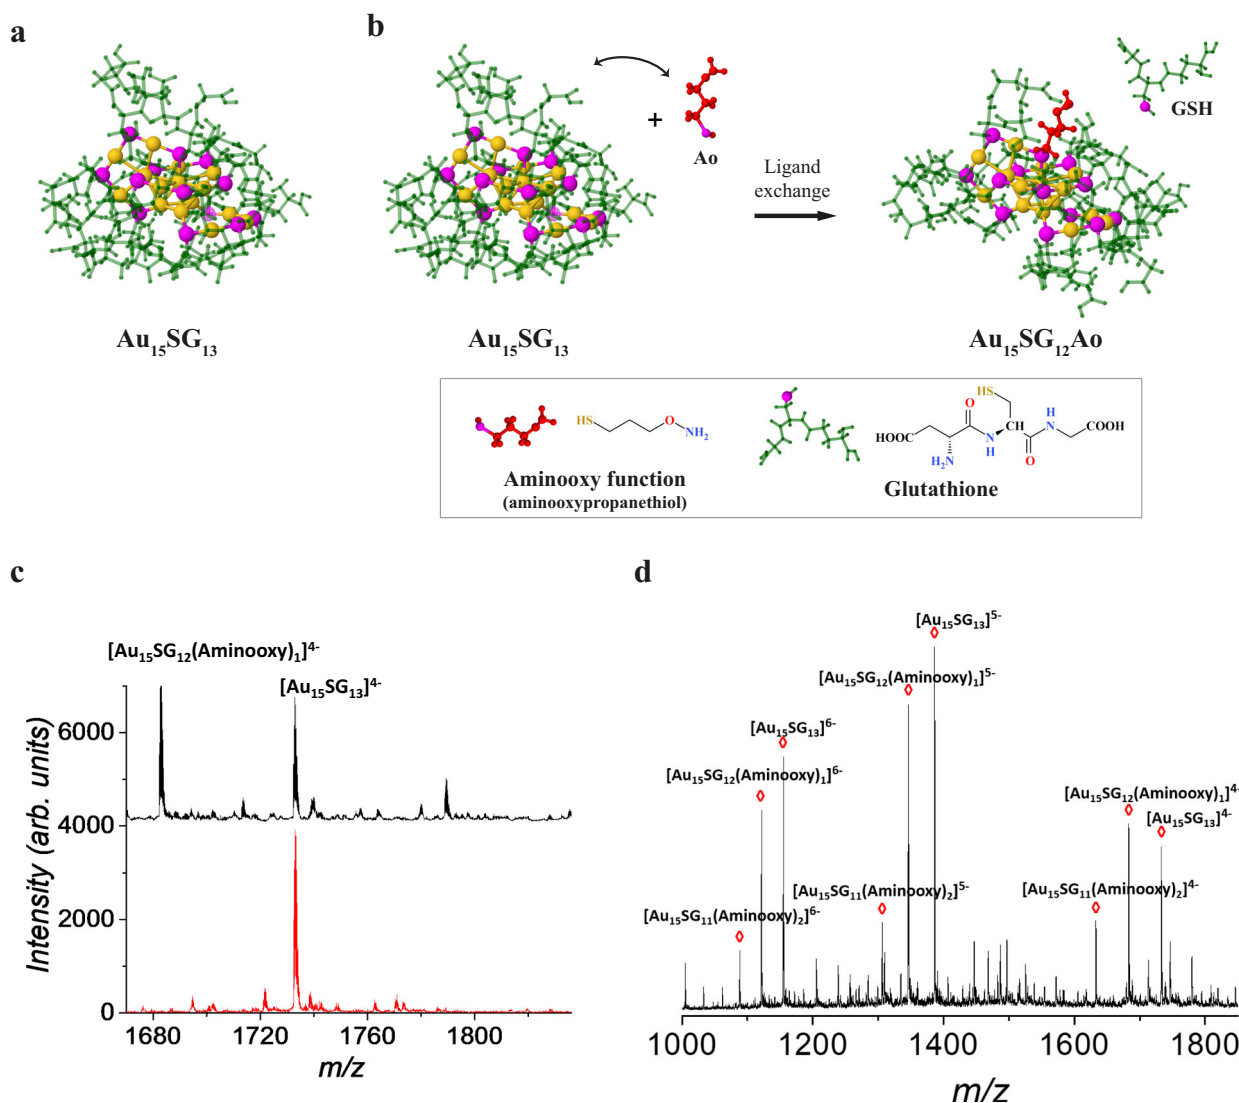 a
b
+
Ao
Ligand
exchange
GSH
Au₁₅SG₁₃
Au₁₅SG₁₃
Au₁₅SG₁₂Ao
HS
O
NH₂
Aminooxy function
(aminooxypropanethiol)
HS
O
H
N
HOOC
N
H
H
COOH
H₂N
O
Glutathione
c
[Au₁₅SG₁₂(Aminooxy)₁]⁴⁻
[Au₁₅SG₁₃]⁴⁻
Intensity (arb. units)
6000
4000
2000
0
1680
1720
1760
1800
m/z
d
[Au₁₅SG₁₃]⁵⁻
[Au₁₅SG₁₂(Aminooxy)₁]⁵⁻
[Au₁₅SG₁₃]⁶⁻
[Au₁₅SG₁₂(Aminooxy)₁]⁶⁻
[Au₁₅SG₁₂(Aminooxy)₁]⁴⁻
[Au₁₅SG₁₃]⁴⁻
[Au₁₅SG₁₁(Aminooxy)₂]⁵⁻
[Au₁₅SG₁₁(Aminooxy)₂]⁴⁻
[Au₁₅SG₁₁(Aminooxy)₂]⁶⁻
1000
1200
1400
1600
1800
m/z